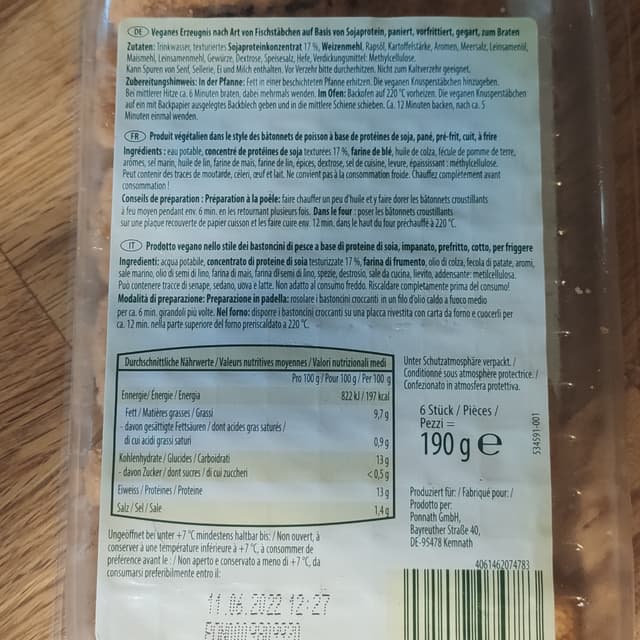 DE Veganes Erzeugnis nach Art von Fischstäbchen auf Basis von Sojaprotein, paniert, vorfrittiert, gegart, zum Braten
Zutaten: Trinkwasser, texturiertes Sojaproteinkonzentrat 17 %, Weizenmehl, Rapsöl, Kartoffelstärke, Aromen, Meersalz, Leinsamenöl,
Maismehl, Leinsamenmehl, Gewürze, Dextrose, Speisesalz, Hefe, Verdickungsmittel: Methylcellulose.
Kann Spuren von Senf, Sellerie, Ei und Milch enthalten. Vor Verzehr bitte durcherhitzen. Nicht zum Kaltverzehr geeignet.
Zubereitungshinweis: In der Pfanne: Fett in einer beschichteten Pfanne erhitzen. Die veganen Knusperstäbchen hinzugeben.
Bei mittlerer Hitze ca. 6 Minuten braten, dabei mehrmals wenden. Im Ofen: Backofen auf 220 °C vorheizen. Die veganen Knusperstäbchen
auf ein mit Backpapier ausgelegtes Backblech geben und in die mittlere Schiene schieben. Ca. 12 Minuten backen, nach ca. 5
Minuten einmal wenden.
FR Produit végétalien dans le style des bâtonnets de poisson à base de protéines de soja, pané, pré-frit, cuit, à frire
Ingrédients : eau potable, concentré de protéines de soja texturées 17 %, farine de blé, huile de colza, fécule de pomme de terre,
arômes, sel marin, huile de lin, farine de maïs, farine de lin, épices, dextrose, sel de cuisine, levure, épaississant : méthylcellulose.
Peut contenir des traces de moutarde, céleri, œuf et lait. Ne convient pas à la consommation froide. Chauffez complètement avant
consommation !
Conseils de préparation : Préparation à la poêle: faire chauffer un peu d'huile et y faire dorer les bâtonnets croustillants
à feu moyen pendant env. 6 min. en les retournant plusieurs fois. Dans le four : poser les bâtonnets croustillants
sur une plaque recouverte de papier cuisson et les faire cuire env. 12 min. dans le haut du four préchauffé à 220 °C.
IT Prodotto vegano nello stile dei bastoncini di pesce a base di proteine di soia, impanato, prefritto, cotto, per friggere
Ingredienti: acqua potabile, concentrato di proteine di soia testurizzate 17 %, farina di frumento, olio di colza, fecola di patate, aromi,
sale marino, olio di semi di lino, farina di mais, farina di semi di lino, spezie, destrosio, sale da cucina, lievito, addensante: metilcellulosa.
Può contenere tracce di senape, sedano, uova e latte. Non adatto al consumo freddo. Riscaldare completamente prima del consumo!
Modalità di preparazione: Preparazione in padella: rosolare i bastoncini croccanti in un filo d'olio caldo a fuoco medio
per ca. 6 min. girandoli più volte. Nel forno: disporre i bastoncini croccanti su una placca rivestita con carta da forno e cuocerli per
ca. 12 min. nella parte superiore del forno preriscaldato a 220 °C.
Durchschnittliche Nährwerte / Valeurs nutritives moyennes / Valori nutrizionali medi
Pro 100 g / Pour 100 g / Per 100 g
Ennergie / Énergie / Energia 822 kJ / 197 kcal
Fett / Matières grasses / Grassi 9,7 g
- davon gesättigte Fettsäuren / dont acides gras saturés /
di cui acidi grassi saturi 0,9 g
Kohlenhydrate / Glucides / Carboidrati 13 g
- davon Zucker / dont sucres / di cui zuccheri < 0,5 g
Eiweiss / Protéines / Proteine 13 g
Salz / Sel / Sale 1,4 g
Unter Schutzatmosphäre verpackt. /
Conditionné sous atmosphère protectrice. /
Confezionato in atmosfera protettiva.
6 Stück / Pièces /
Pezzi =
190 g e
534591-001
Produziert für: / Fabriqué pour: /
Prodotto per:
Ponnath GmbH,
Bayreuther Straße 40,
DE-95478 Kemnath
4061462074783
Ungeöffnet bei unter +7 °C mindestens haltbar bis: / Non ouvert, à
conserver à une température inférieure à +7 °C, à consommer de
préférence avant le: / Non aperto e conservato a meno di +7 °C, da
consumarsi preferibilmente entro il:
11.06.2022 12:27